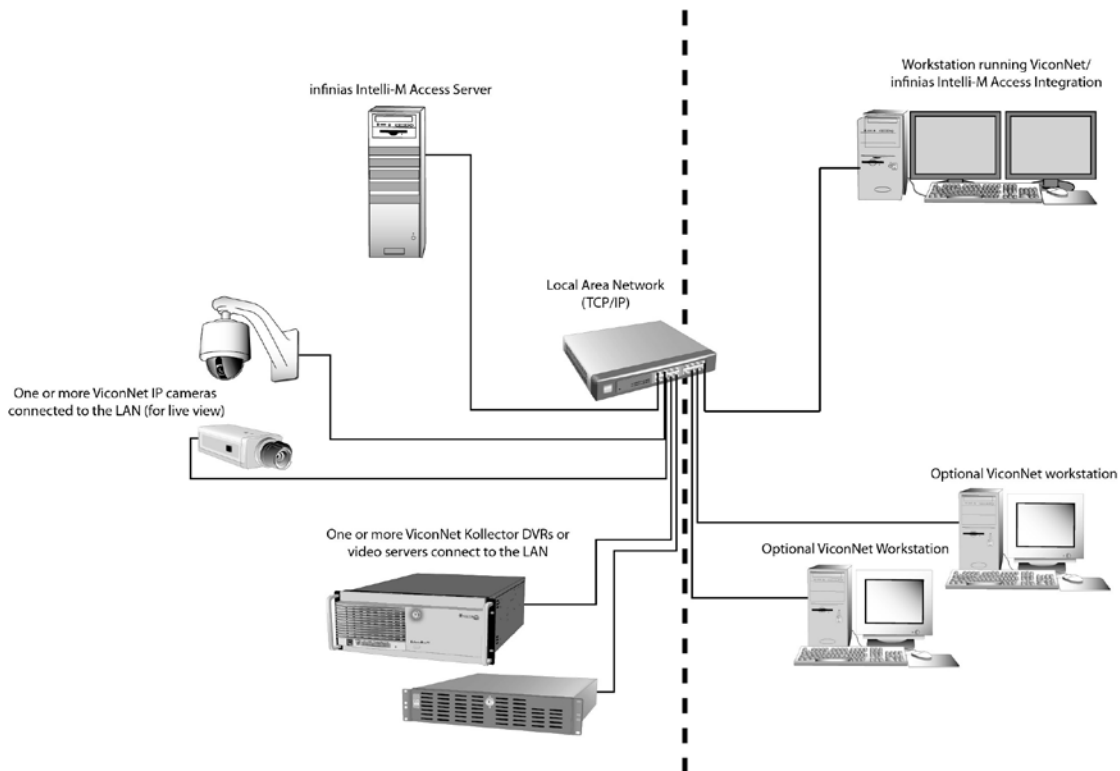 infinias Intelli-M Access Server
Workstation running ViconNet/
infinias Intelli-M Access Integration
Local Area Network
(TCP/IP)
One or more ViconNet IP cameras
connected to the LAN (for live view)
Optional ViconNet workstation
One or more ViconNet Kollector DVRs or
video servers connect to the LAN
Optional ViconNet Workstation